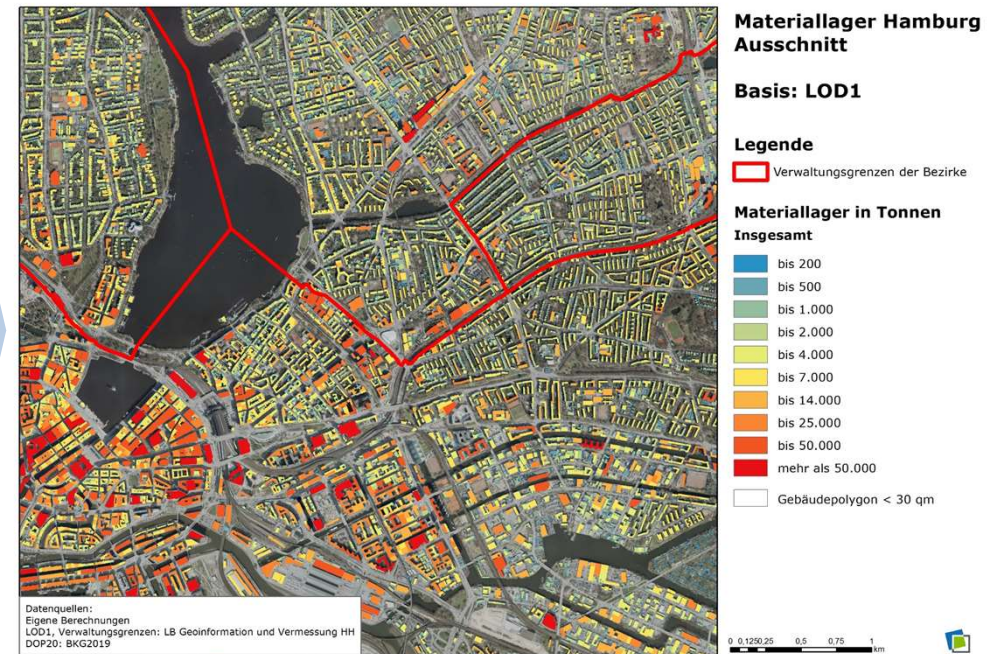 Materiallager Hamburg
Ausschnitt
Basis: LOD1
Legende
Verwaltungsgrenzen der Bezirke
Materiallager in Tonnen
Insgesamt
bis 200
bis 500
bis 1.000
bis 2.000
bis 4.000
bis 7.000
bis 14.000
bis 25.000
bis 50.000
mehr als 50.000
Gebäudepolygon < 30 qm
Datenquellen:
Eigene Berechnungen
LOD1, Verwaltungsgrenzen: LB Geoinformation und Vermessung HH
DOP20: BKG2019
0 0,1250,25 0,5 0,75 1
km